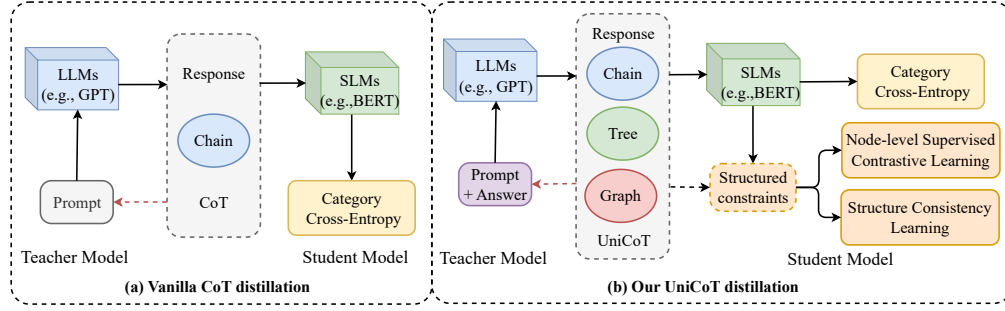 LLMs
(e.g., GPT)
Prompt
Teacher Model
Response
Chain
CoT
SLMs
(e.g.,BERT)
Category
Cross-Entropy
Student Model
(a) Vanilla CoT distillation
LLMs
(e.g., GPT)
Prompt
+ Answer
Teacher Model
Response
Chain
Tree
Graph
UniCoT
SLMs
(e.g.,BERT)
Structured
constraints
Category
Cross-Entropy
Node-level Supervised
Contrastive Learning
Structure Consistency
Learning
Student Model
(b) Our UniCoT distillation